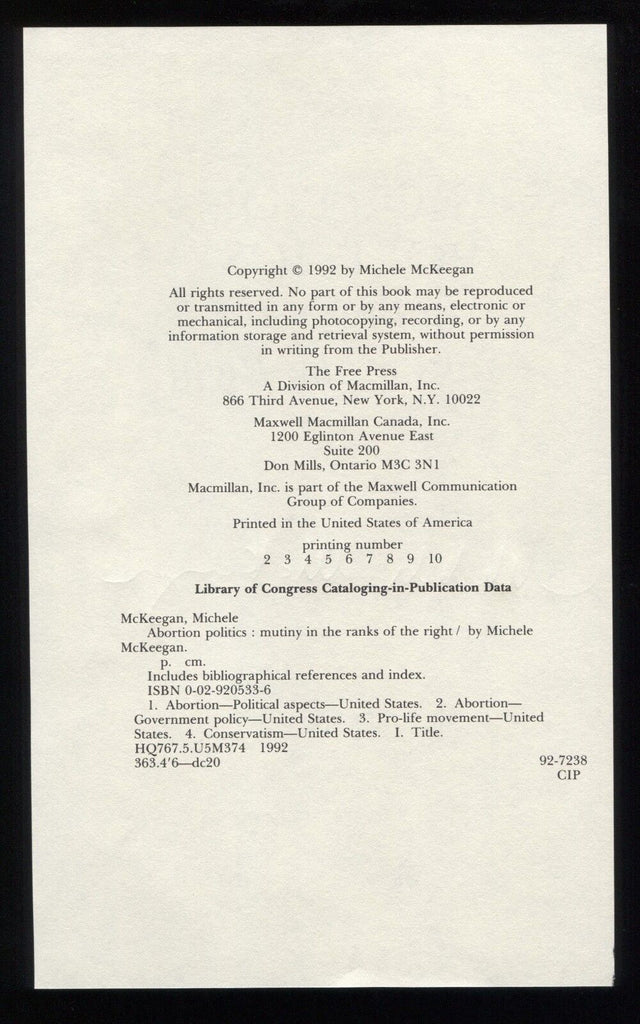 Copyright © 1992 by Michele McKeegan
All rights reserved. No part of this book may be reproduced
or transmitted in any form or by any means, electronic or
mechanical, including photocopying, recording, or by any
information storage and retrieval system, without permission
in writing from the Publisher.
The Free Press
A Division of Macmillan, Inc.
866 Third Avenue, New York, N.Y. 10022
Maxwell Macmillan Canada, Inc.
1200 Eglinton Avenue East
Suite 200
Don Mills, Ontario M3C 3N1
Macmillan, Inc. is part of the Maxwell Communication
Group of Companies.
Printed in the United States of America
printing number
2 3 4 5 6 7 8 9 10
Library of Congress Cataloging-in-Publication Data
McKeegan, Michele
Abortion politics : mutiny in the ranks of the right / by Michele
McKeegan.
p. cm.
Includes bibliographical references and index.
ISBN 0-02-920533-6
1. Abortion—Political aspects—United States. 2. Abortion—
Government policy—United States. 3. Pro-life movement—United
States. 4. Conservatism—United States. I. Title.
HQ767.5.U5M374 1992
363.4'6—dc20 92-7238
CIP